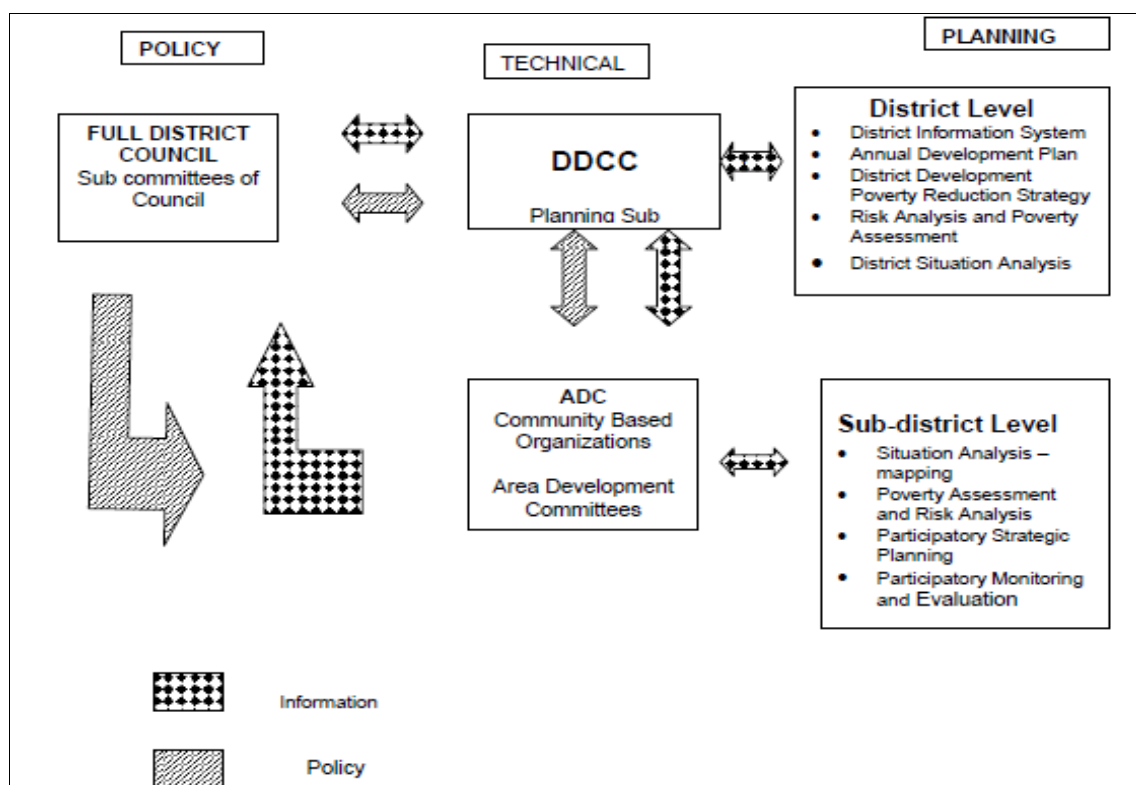 POLICY
TECHNICAL
PLANNING
FULL DISTRICT
COUNCIL
Sub committees of
Council
DDCC
Planning Sub
District Level
• District Information System
• Annual Development Plan
• District Development
Poverty Reduction Strategy
• Risk Analysis and Poverty
Assessment
• District Situation Analysis
ADC
Community Based
Organizations
Area Development
Committees
Sub-district Level
• Situation Analysis –
mapping
• Poverty Assessment
and Risk Analysis
• Participatory Strategic
Planning
• Participatory Monitoring
and Evaluation
Information
Policy